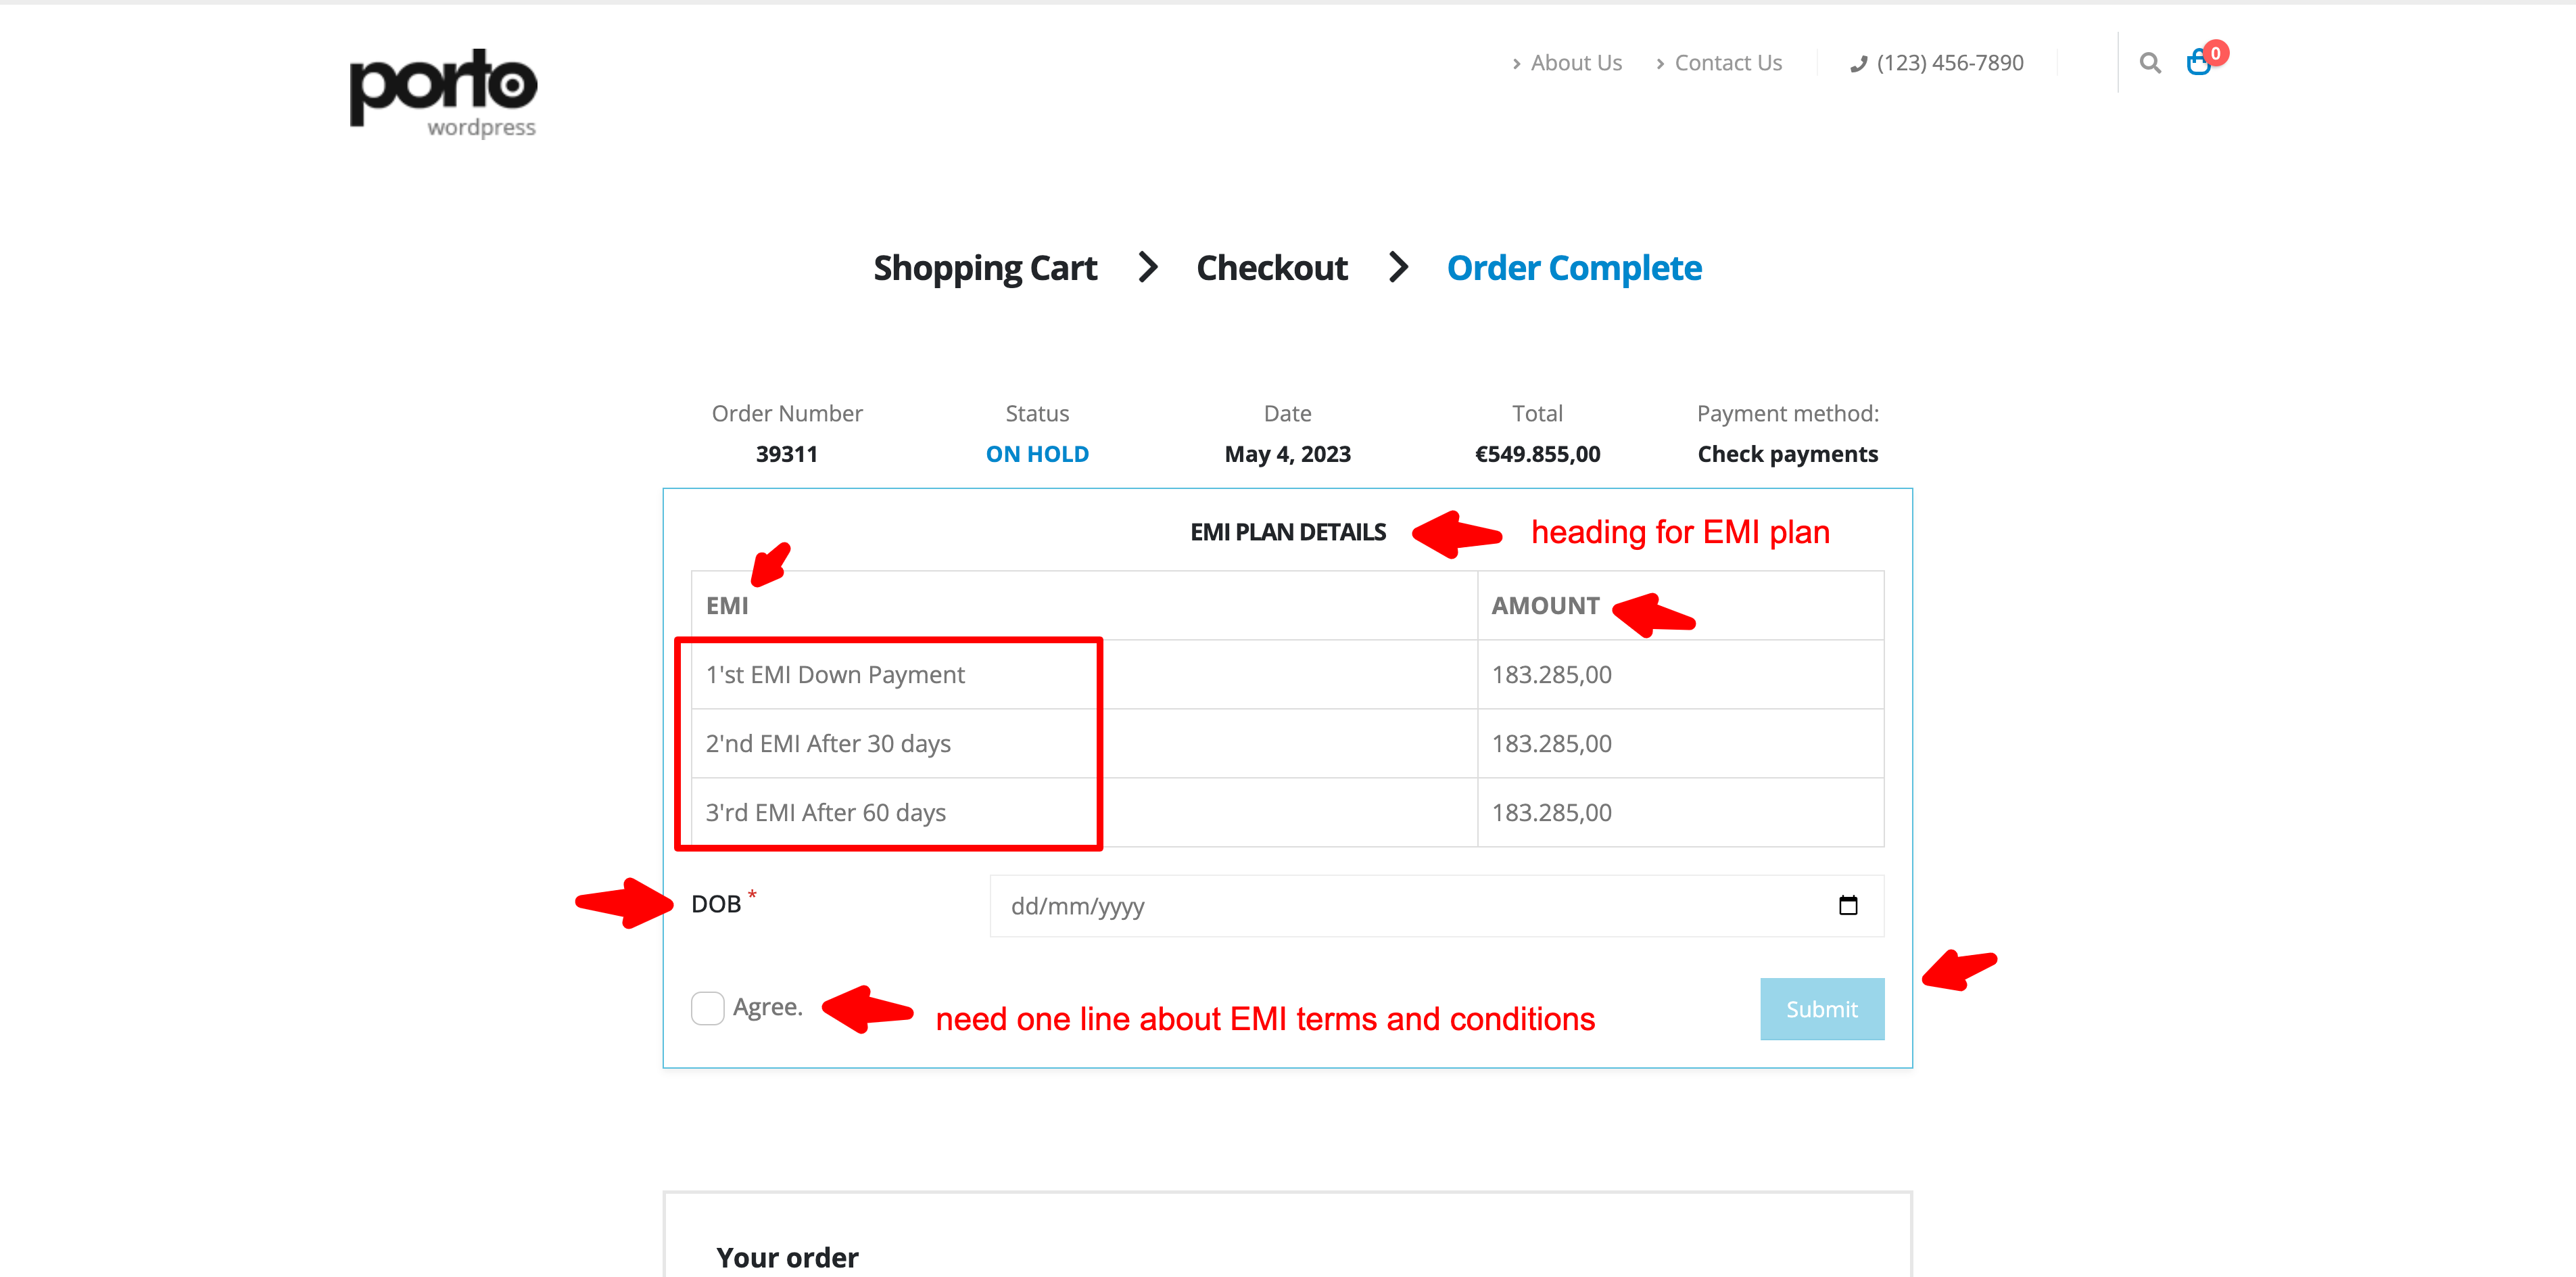 porto
wordpress
About Us
Contact Us
(123) 456-7890
0
Shopping Cart
Checkout
Order Complete
Order Number
Status
Date
Total
Payment method:
39311
ON HOLD
May 4, 2023
€549.855,00
Check payments
EMI PLAN DETAILS
heading for EMI plan
EMI
AMOUNT
1'st EMI Down Payment
183.285,00
2'nd EMI After 30 days
183.285,00
3'rd EMI After 60 days
183.285,00
DOB *
dd/mm/yyyy
Agree.
need one line about EMI terms and conditions
Submit
Your order